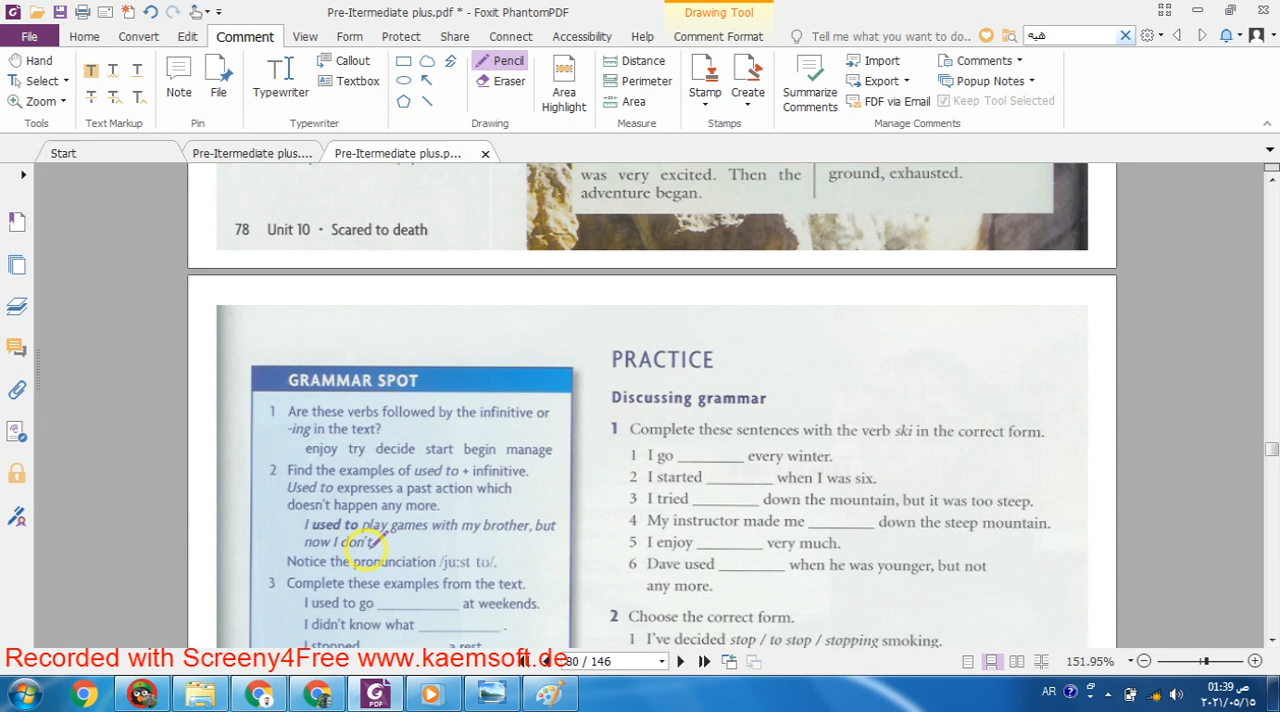 Pre-Itermediate plus.pdf * - Foxit PhantomPDF
Drawing Tool
File Home Convert Edit Comment View Form Protect Share Connect Accessibility Help Comment Format Tell me what you want to do.. هيه
Hand
Select
Zoom
Tools
Text Markup
Note
File
Pin
Typewriter
Callout
Textbox
Typewriter
Pencil
Eraser
Drawing
Area Highlight
Distance
Perimeter
Area
Measure
Stamp
Create
Stamps
Summarize Comments
Import
Export
FDF via Email
Comments
Popup Notes
Keep Tool Selected
Manage Comments
Start
Pre-Itermediate plus....
Pre-Itermediate plus.p...
was very excited. Then the
adventure began.
ground, exhausted.
78 Unit 10 · Scared to death
GRAMMAR SPOT
1 Are these verbs followed by the infinitive or
-ing in the text?
enjoy try decide start begin manage
2 Find the examples of used to + infinitive.
Used to expresses a past action which
doesn't happen any more.
I used to play games with my brother, but
now I don't.
Notice the pronunciation /ju:st tə/.
3 Complete these examples from the text.
I used to go ________ at weekends.
I didn't know what ________ .
I stopped ________ a rest.
PRACTICE
Discussing grammar
1 Complete these sentences with the verb ski in the correct form.
1 I go ________ every winter.
2 I started ________ when I was six.
3 I tried ________ down the mountain, but it was too steep.
4 My instructor made me ________ down the steep mountain.
5 I enjoy ________ very much.
6 Dave used ________ when he was younger, but not
any more.
2 Choose the correct form.
1 I've decided stop / to stop / stopping smoking.
Recorded with Screeny4Free www.kaemsoft.de
80 / 146
151.95%
PDF
AR
01:39 ص
٢٠٢١/٠٥/١٥